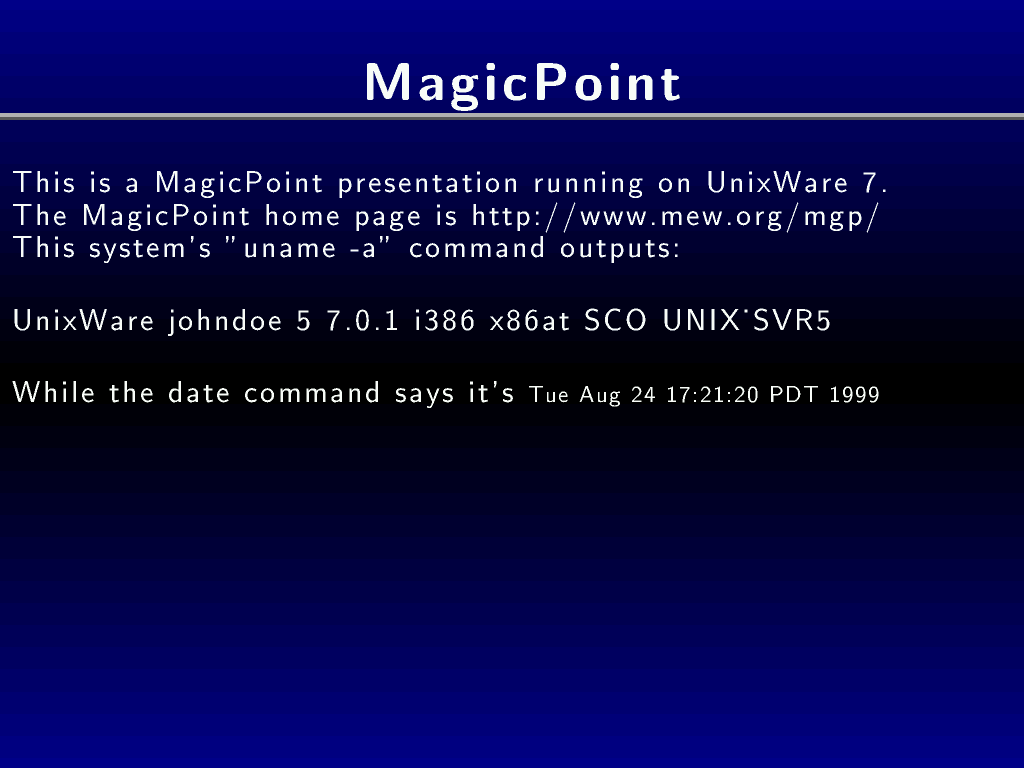 MagicPoint
This is a MagicPoint presentation running on UnixWare 7.
The MagicPoint home page is http://www.mew.org/mgp/
This system's "uname -a" command outputs:
UnixWare johndoe 5 7.0.1 i386 x86at SCO UNIX˙SVR5
While the date command says it's Tue Aug 24 17:21:20 PDT 1999